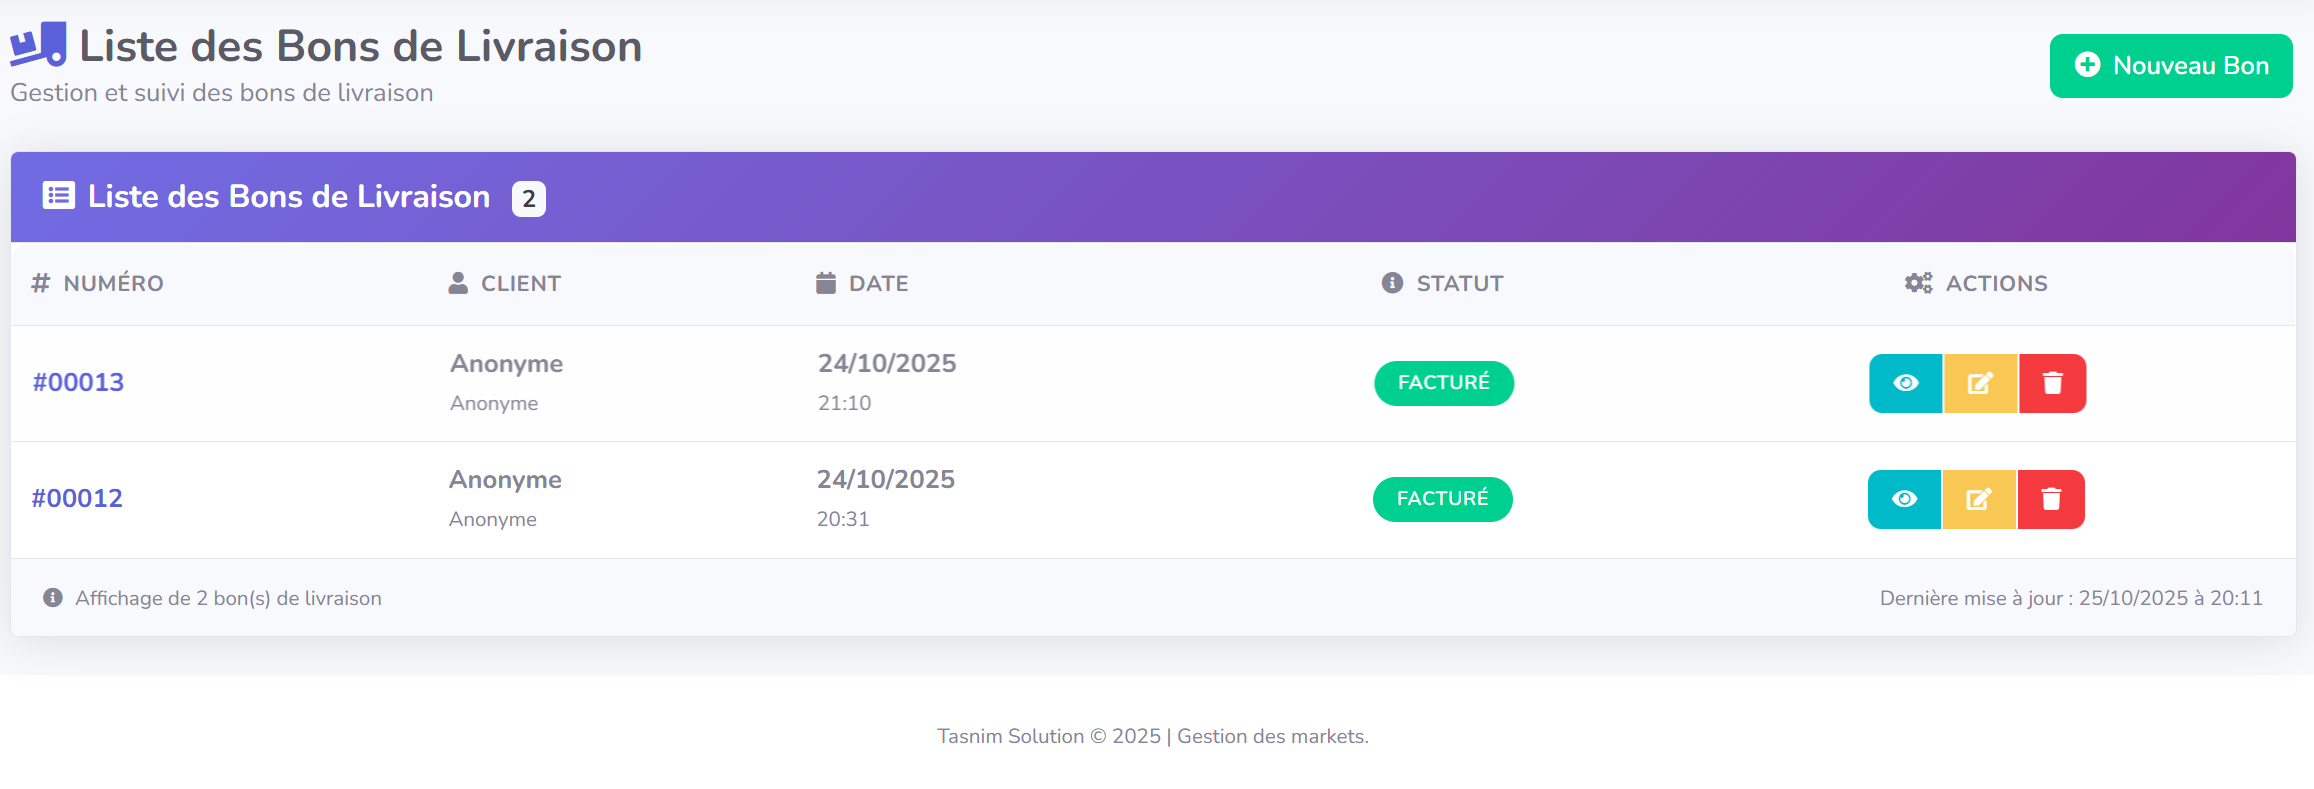 Liste des Bons de Livraison
Gestion et suivi des bons de livraison
Nouveau Bon
Liste des Bons de Livraison 2
# NUMÉRO CLIENT DATE STATUT ACTIONS
#00013 Anonyme 24/10/2025 FACTURÉ
Anonyme 21:10
#00012 Anonyme 24/10/2025 FACTURÉ
Anonyme 20:31
Affichage de 2 bon(s) de livraison Dernière mise à jour : 25/10/2025 à 20:11
Tasnim Solution © 2025 | Gestion des markets.